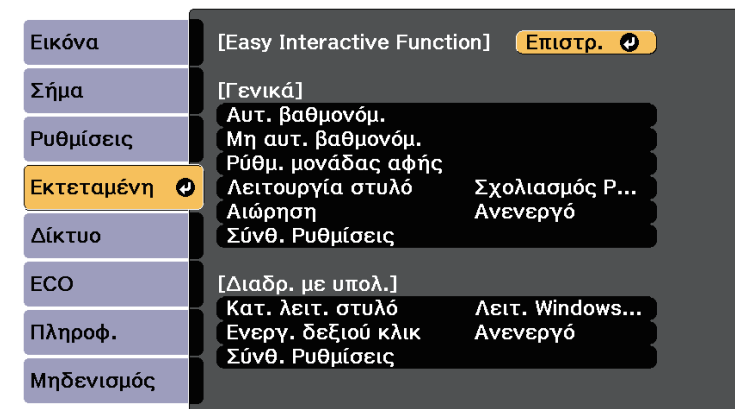 Εικόνα
Σήμα
Ρυθμίσεις
Εκτεταμένη
Δίκτυο
ECO
Πληροφ.
Μηδενισμός
[Easy Interactive Function] Επιστρ.
[Γενικά]
Αυτ. βαθμονόμ.
Μη αυτ. βαθμονόμ.
Ρύθμ. μονάδας αφής
Λειτουργία στυλό Σχολιασμός P...
Αιώρηση Ανενεργό
Σύνθ. Ρυθμίσεις
[Διαδρ. με υπολ.]
Κατ. λειτ. στυλό Λειτ. Windows...
Ενεργ. δεξιού κλικ Ανενεργό
Σύνθ. Ρυθμίσεις